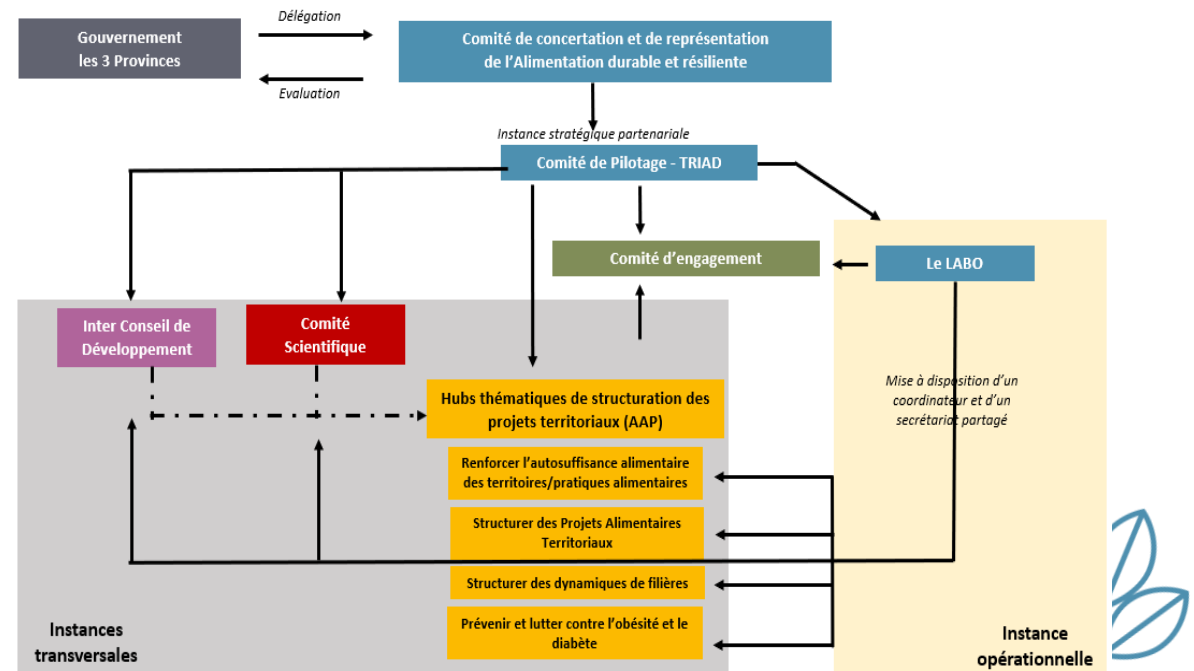 Délégation
Gouvernement
les 3 Provinces
Comité de concertation et de représentation
de l'Alimentation durable et résiliente
Evaluation
Instance stratégique partenariale
Comité de Pilotage - TRIAD
Comité d'engagement
Le LABO
Inter Conseil de
Développement
Comité
Scientifique
Mise à disposition d'un
coordinateur et d'un
secrétariat partagé
Hubs thématiques de structuration des
projets territoriaux (AAP)
Renforcer l'autosuffisance alimentaire
des territoires/pratiques alimentaires
Structurer des Projets Alimentaires
Territoriaux
Structurer des dynamiques de filières
Prévenir et lutter contre l'obésité et le
diabète
Instances
transversales
Instance
opérationnelle